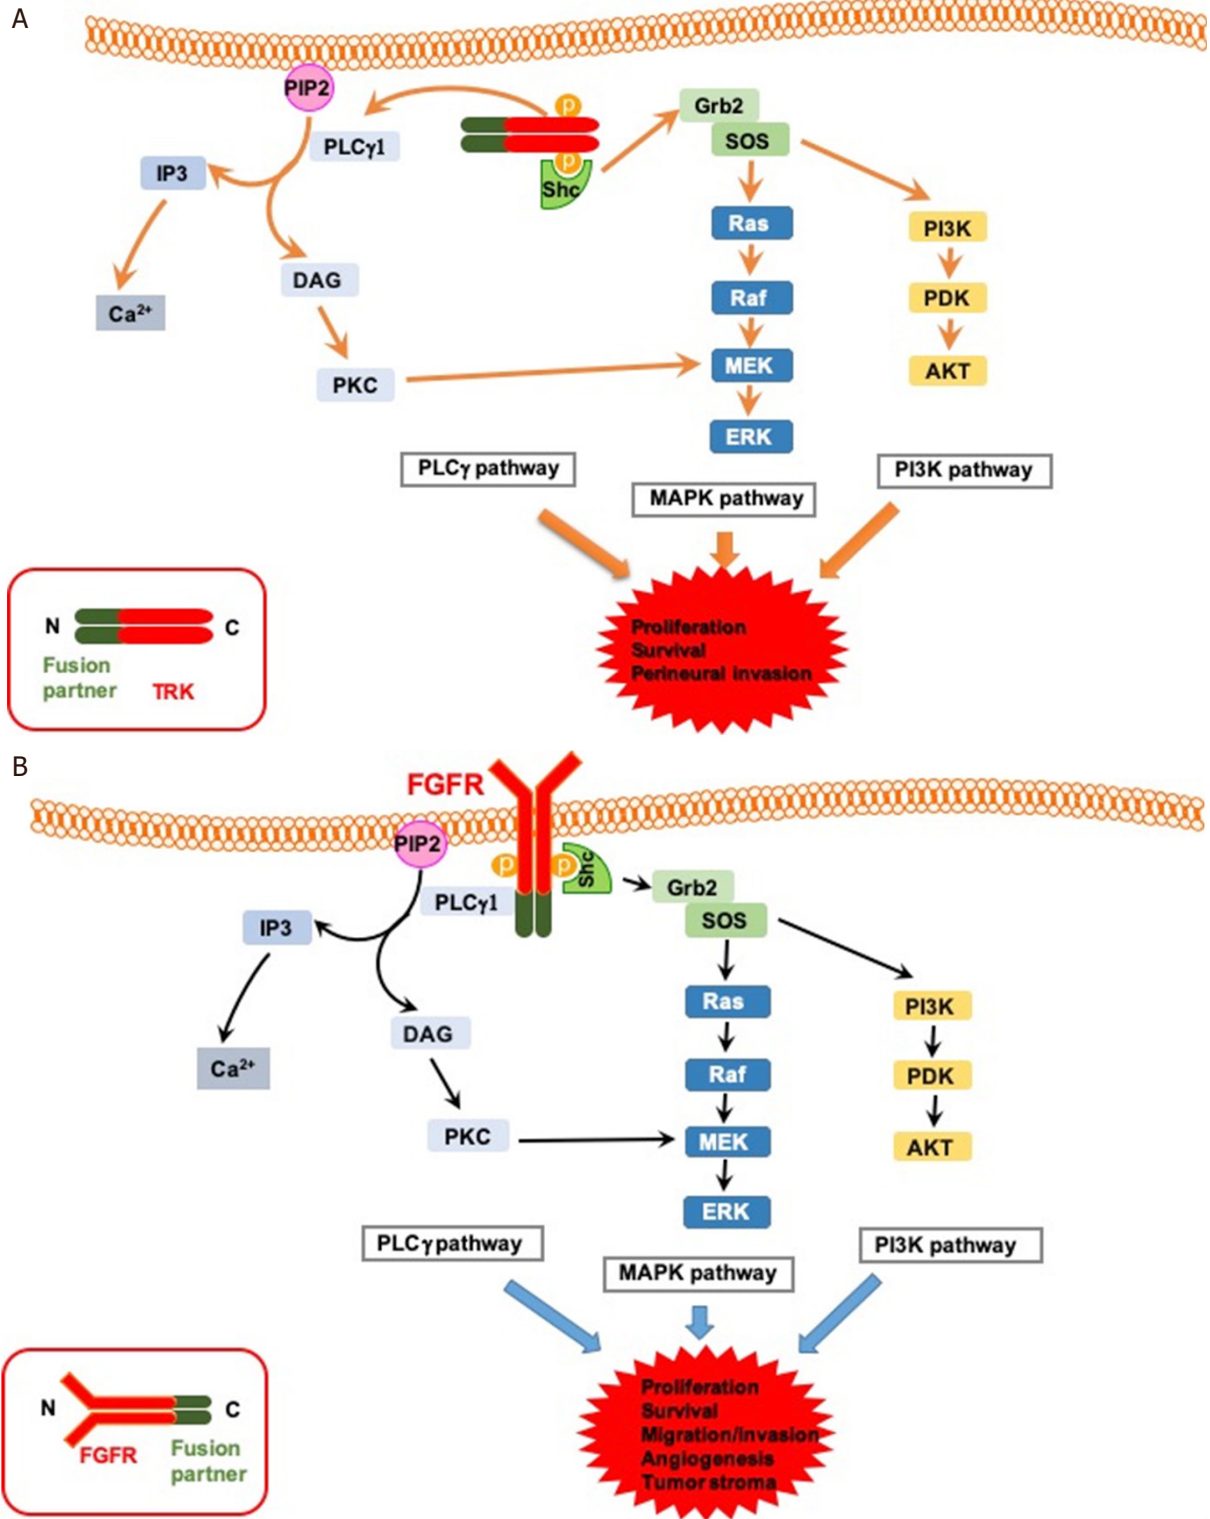 A
PIP2
p
Grb2
PLCγ1
SOS
p
IP3
Shc
Ras
PI3K
DAG
Raf
PDK
Ca2+
MEK
AKT
PKC
ERK
PLCγ pathway
PI3K pathway
MAPK pathway
N
C
Fusion
partner
TRK
Proliferation
Survival
Perineural invasion
B
FGFR
PIP2
p
p
Shc
Grb2
PLCγ1
SOS
IP3
Ras
PI3K
DAG
Ca2+
Raf
PDK
PKC
MEK
AKT
ERK
PLCγ pathway
PI3K pathway
MAPK pathway
N
C
FGFR
Fusion
partner
Proliferation
Survival
Migration/invasion
Angiogenesis
Tumor stroma